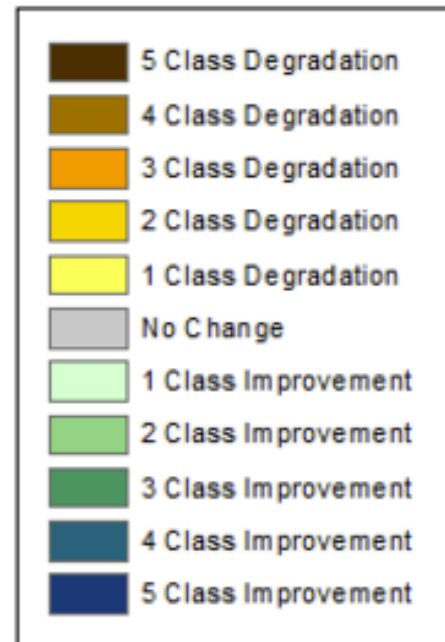 5 Class Degradation
4 Class Degradation
3 Class Degradation
2 Class Degradation
1 Class Degradation
No Change
1 Class Improvement
2 Class Improvement
3 Class Improvement
4 Class Improvement
5 Class Improvement